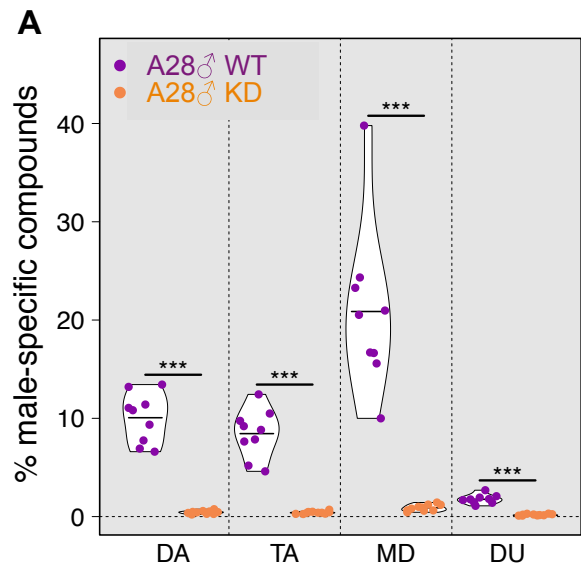 A
A28♂ WT
A28♂ KD
% male-specific compounds
40
30
20
10
0
***
***
***
***
DA TA MD DU